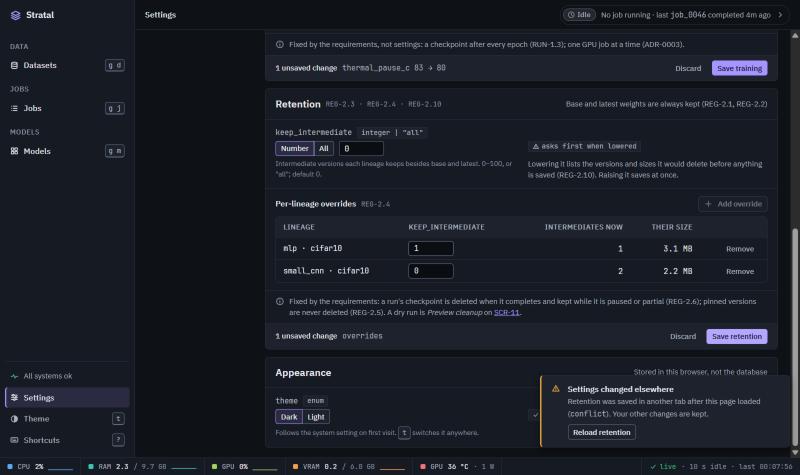 Stratal
Settings
Idle
No job running · last job_0046 completed 4m ago
DATA
Datasets
g d
JOBS
Jobs
g j
MODELS
Models
g m
Fixed by the requirements, not settings: a checkpoint after every epoch (RUN-1.3); one GPU job at a time (ADR-0003).
1 unsaved change thermal_pause_c 83 → 80
Discard
Save training
Retention REG-2.3 · REG-2.4 · REG-2.10
Base and latest weights are always kept (REG-2.1, REG-2.2)
keep_intermediate integer | "all"
Number All 0
Intermediate versions each lineage keeps besides base and latest. 0–100, or
"all"; default 0.
asks first when lowered
Lowering it lists the versions and sizes it would delete before anything
is saved (REG-2.10). Raising it saves at once.
Per-lineage overrides REG-2.4
Add override
LINEAGE KEEP_INTERMEDIATE INTERMEDIATES NOW THEIR SIZE
mlp · cifar10 1 1 3.1 MB Remove
small_cnn · cifar10 0 2 2.2 MB Remove
Fixed by the requirements: a run's checkpoint is deleted when it completes and kept while it is paused or partial (REG-2.6); pinned versions
are never deleted (REG-2.5). A dry run is Preview cleanup on SCR-11.
1 unsaved change overrides
Discard
Save retention
Appearance
Stored in this browser, not the database
theme enum
Dark Light
Follows the system setting on first visit. t switches it anywhere.
Settings changed elsewhere
Retention was saved in another tab after this page loaded
(conflict). Your other changes are kept.
Reload retention
All systems ok
Settings
Theme t
Shortcuts ?
CPU 2%
RAM 2.3 / 9.7 GB
GPU 0%
VRAM 0.2 / 6.0 GB
GPU 36 °C · 1 W
live · 10 s idle · last 00:07:56